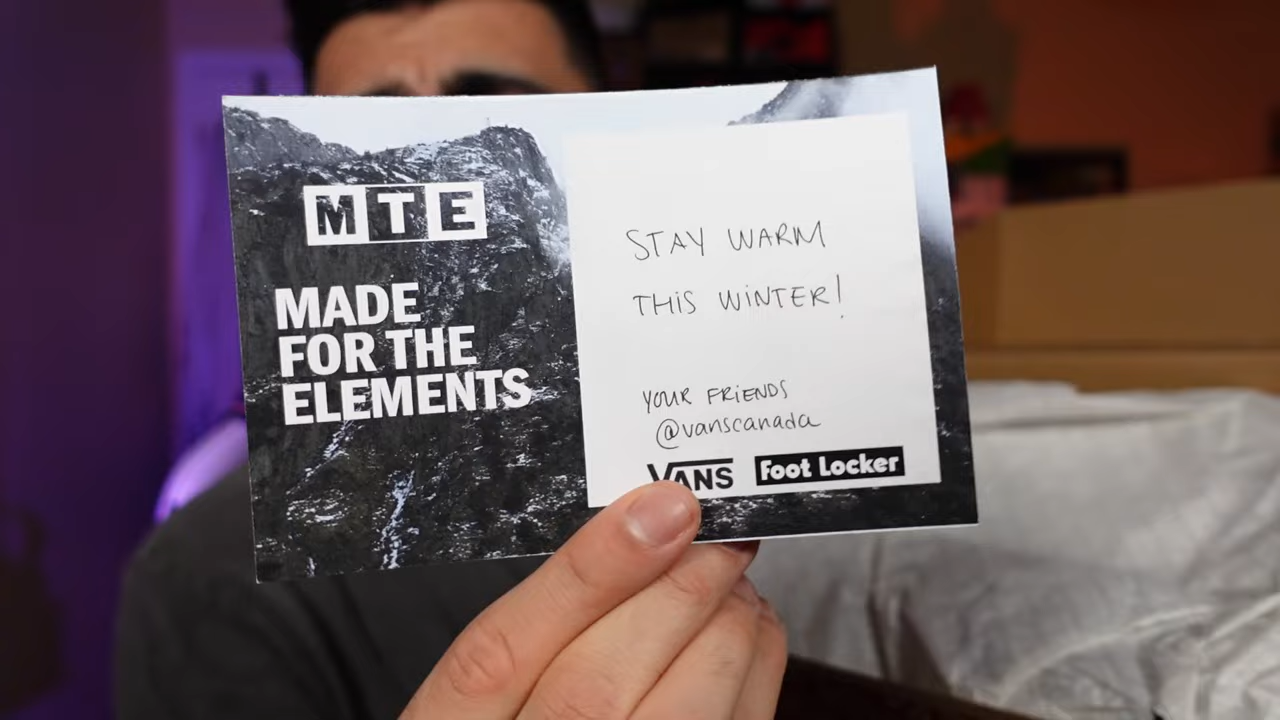 MTE
MADE
FOR THE
ELEMENTS
STAY WARM
THIS WINTER!
YOUR FRIENDS
@vanscanada
VANS Foot Locker